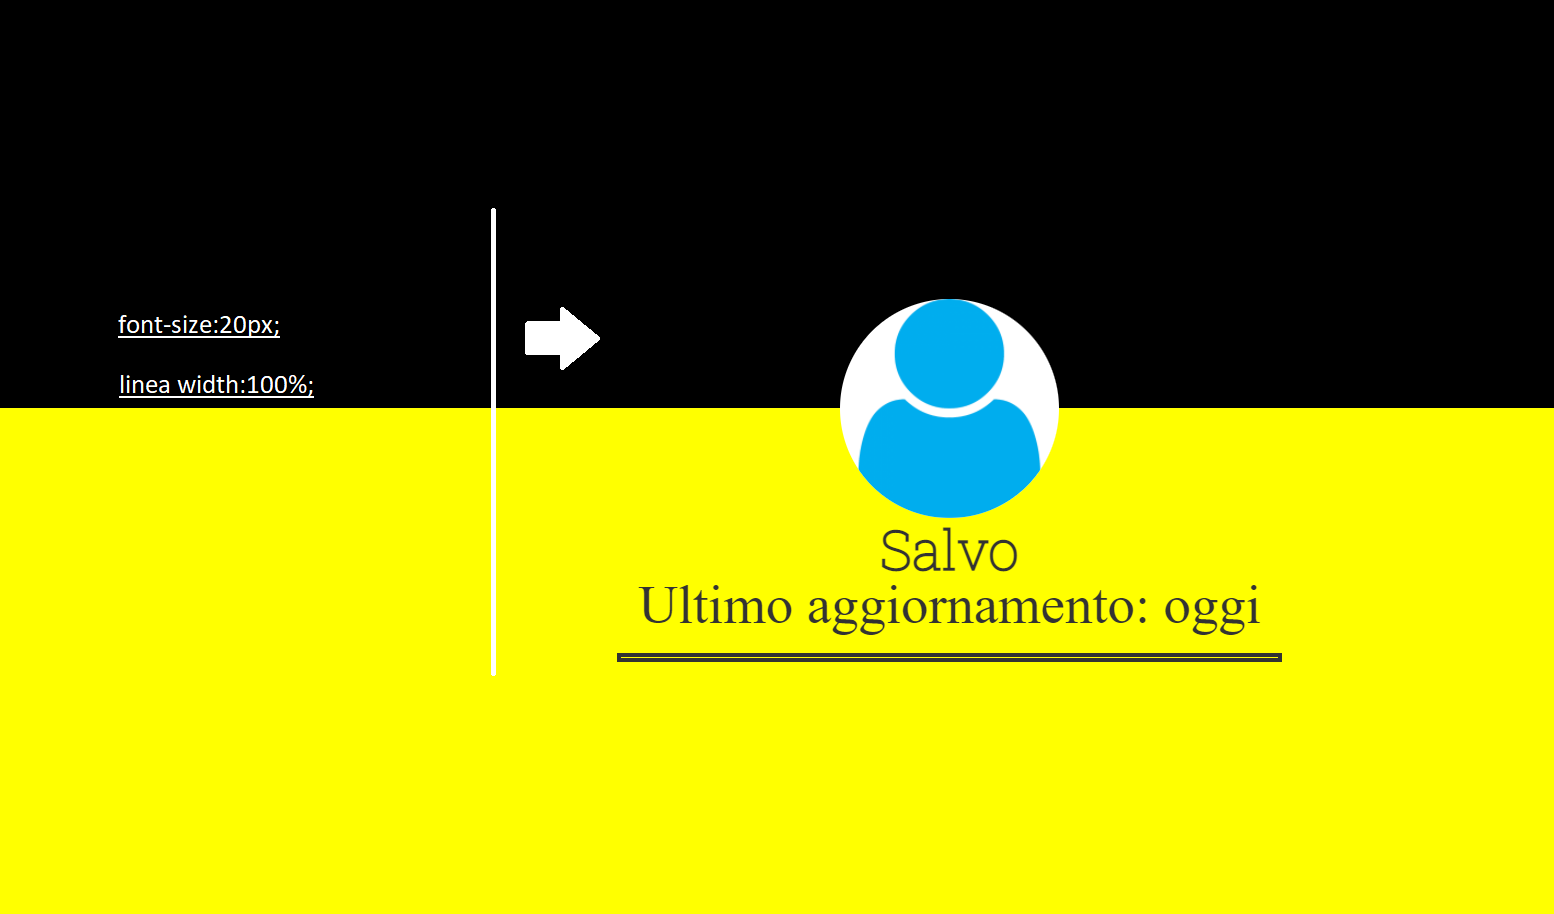 font-size:20px;
linea width:100%;
Salvo
Ultimo aggiornamento: oggi